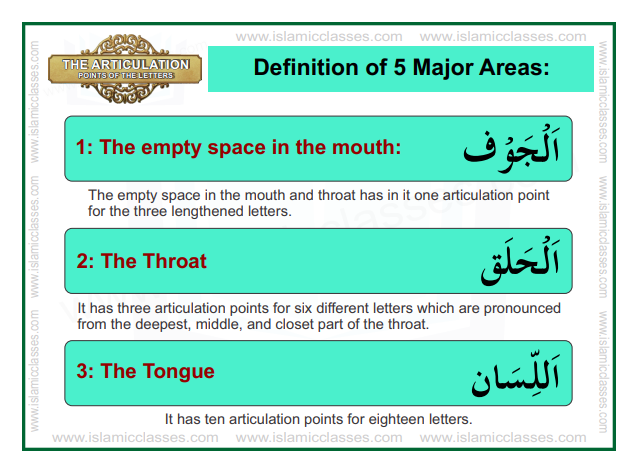 www.islamicclasses.com www.islamicclasses.com
THE ARTICULATION
POINTS OF THE LETTERS
Definition of 5 Major Areas:
1: The empty space in the mouth:
اَلْجَوْف
The empty space in the mouth and throat has in it one articulation point
for the three lengthened letters.
2: The Throat
اَلْحَلَق
It has three articulation points for six different letters which are pronounced
from the deepest, middle, and closet part of the throat.
3: The Tongue
اَللِّسَان
It has ten articulation points for eighteen letters.
www.islamicclasses.com www.islamicclasses.com www.islamicclasses.com
www.islamicclasses.com www.islamicclasses.com www.islamicclasses.com
www.islamicclasses.com www.islamicclasses.com www.islamicclasses.com